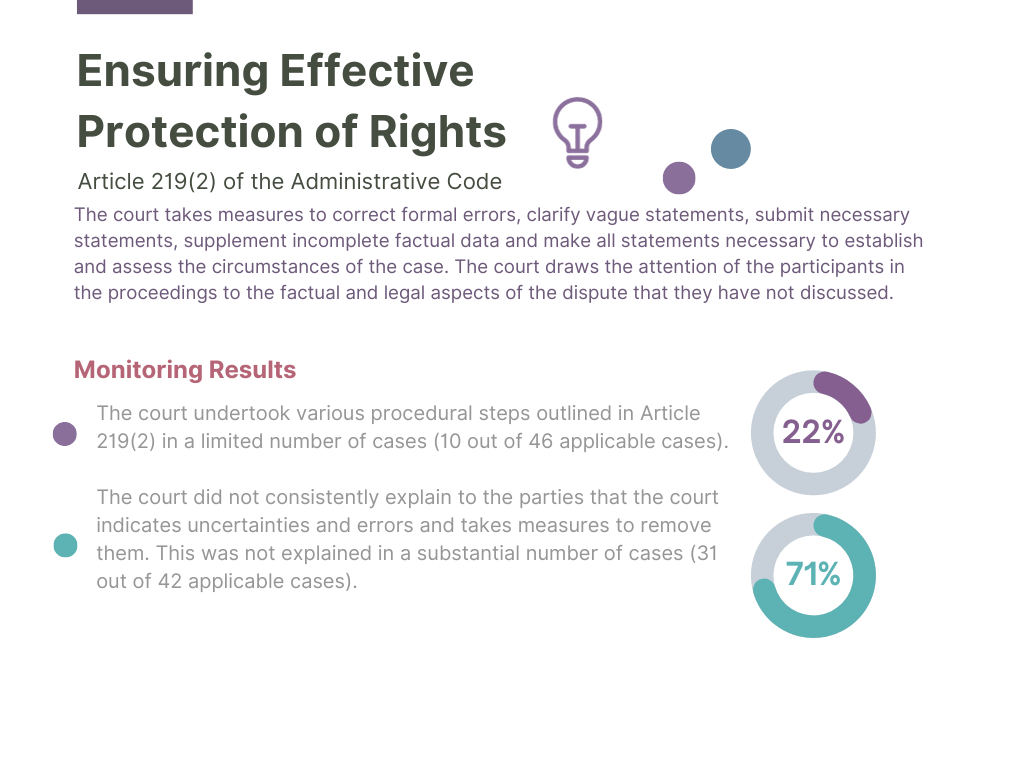 Ensuring Effective
Protection of Rights
Article 219(2) of the Administrative Code
The court takes measures to correct formal errors, clarify vague statements, submit necessary
statements, supplement incomplete factual data and make all statements necessary to establish
and assess the circumstances of the case. The court draws the attention of the participants in
the proceedings to the factual and legal aspects of the dispute that they have not discussed.
Monitoring Results
The court undertook various procedural steps outlined in Article
219(2) in a limited number of cases (10 out of 46 applicable cases).
22%
The court did not consistently explain to the parties that the court
indicates uncertainties and errors and takes measures to remove
them. This was not explained in a substantial number of cases (31
out of 42 applicable cases).
71%